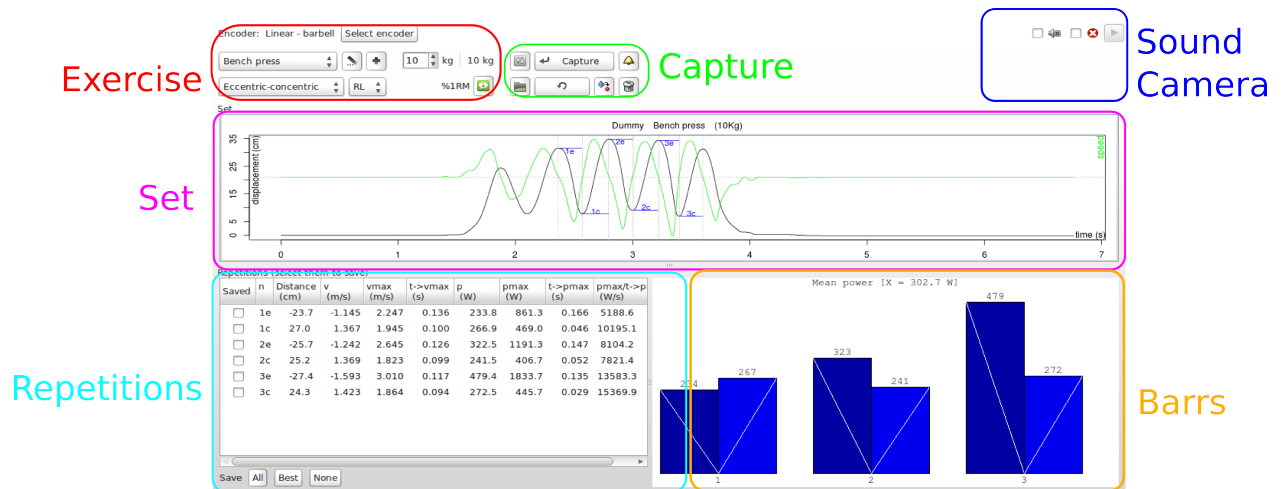 Encoder: Linear - barbell Select encoder
Bench press 10 kg 10 kg Capture
Eccentric-concentric RL %1RM
Exercise
Capture
Sound
Camera
Set
Dummy Bench press (10Kg)
displacement (cm)
35
25
15
5
0
speed
1e 2e 3e
1c 2c 3c
time (s)
0 1 2 3 4 5 6 7
Set
Repetitions (select them to save)
Saved n Distance (cm) v (m/s) vmax (m/s) t->vmax (s) p (W) pmax (W) t->pmax (s) pmax/t->p (W/s)
1e -23.7 -1.145 2.247 0.136 233.8 861.3 0.166 5188.6
1c 27.0 1.367 1.945 0.100 266.9 469.0 0.046 10195.1
2e -25.7 -1.242 2.645 0.126 322.5 1191.3 0.147 8104.2
2c 25.2 1.369 1.823 0.099 241.5 406.7 0.052 7821.4
3e -27.4 -1.593 3.010 0.117 479.4 1833.7 0.135 13583.3
3c 24.3 1.423 1.864 0.094 272.5 445.7 0.029 15369.9
Save All Best None
Repetitions
Mean power [X = 302.7 W]
234 267 323 241 479 272
1 2 3
Barrs